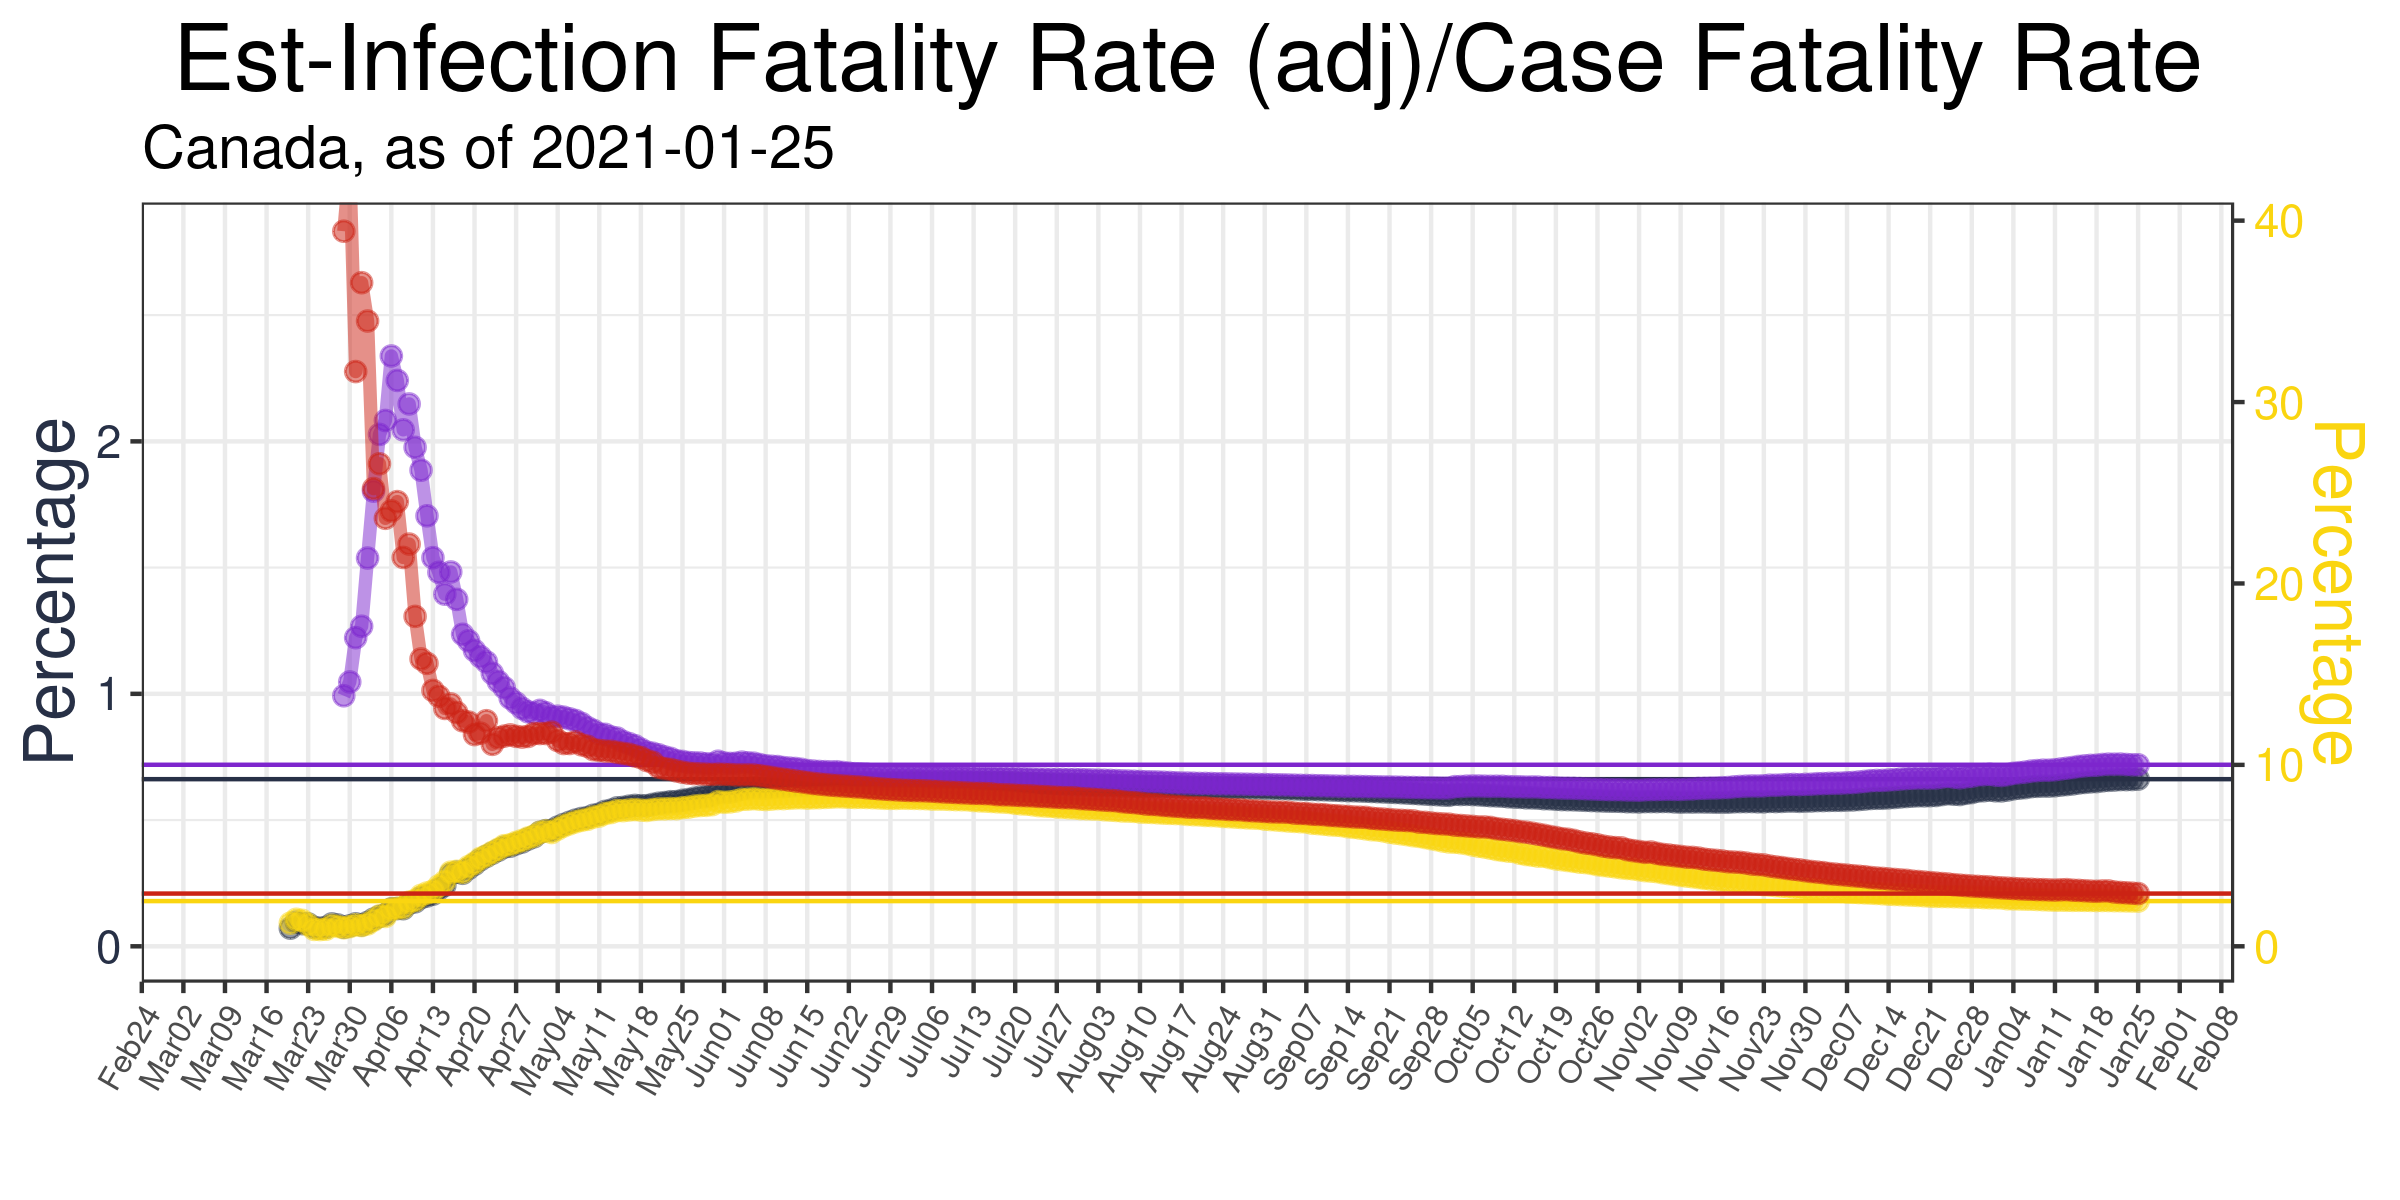 Est-Infection Fatality Rate (adj)/Case Fatality Rate
Canada, as of 2021-01-25
Percentage
2
1
0
40
30
20
10
0
Percentage
Feb24 Mar02 Mar09 Mar16 Mar23 Mar30 Apr06 Apr13 Apr20 Apr27 May04 May11 May18 May25 Jun01 Jun08 Jun15 Jun22 Jun29 Jul06 Jul13 Jul20 Jul27 Aug03 Aug10 Aug17 Aug24 Aug31 Sep07 Sep14 Sep21 Sep28 Oct05 Oct12 Oct19 Oct26 Nov02 Nov09 Nov16 Nov23 Nov30 Dec07 Dec14 Dec21 Dec28 Jan04 Jan11 Jan18 Jan25 Feb01 Feb08